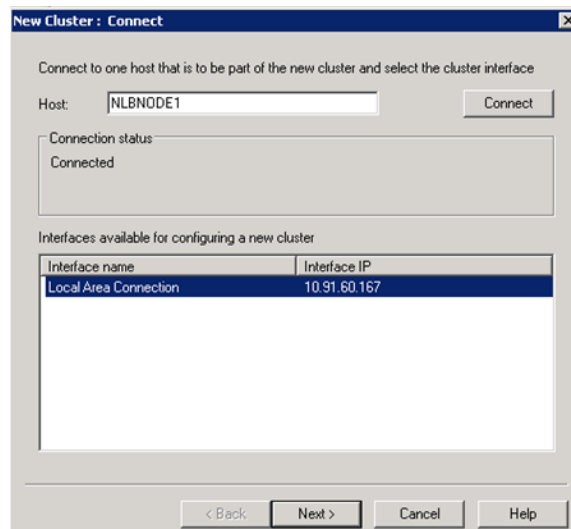 New Cluster : Connect
Connect to one host that is to be part of the new cluster and select the cluster interface
Host: NLBNODE1 Connect
Connection status
Connected
Interfaces available for configuring a new cluster
Interface name Interface IP
Local Area Connection 10.91.60.167
< Back Next > Cancel Help